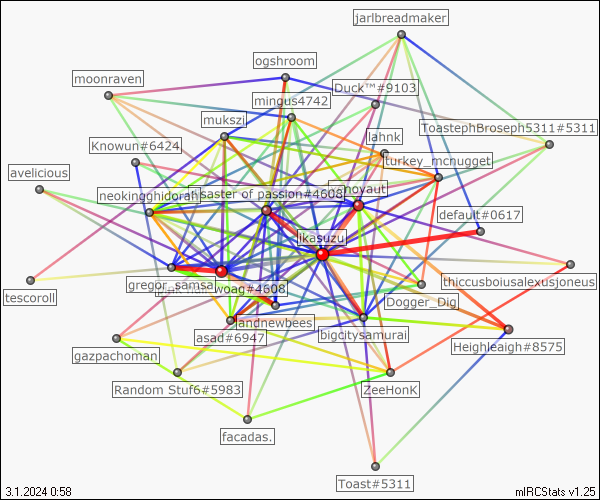 jarlbreadmaker
ogshroom
moonraven
Duck™#9103
mingus4742
mukszi
ToastephBroseph5311#5311
lahnk
Knowun#6424
turkey_mcnugget
avelicious
neokingghidorah
saster of passion#4608
noyaut
default#0617
ikasuzu
thiccusboiusalexusjoneus
gregor_samsa
woag#4608
tescoroll
Dogger_Dig
landnewbees
asad#6947
bigcitysamurai
Heighleaigh#8575
gazpachoman
Random Stuf6#5983
ZeeHonK
facadas.
Toast#5311
3.1.2024 0:58
mIRCStats v1.25